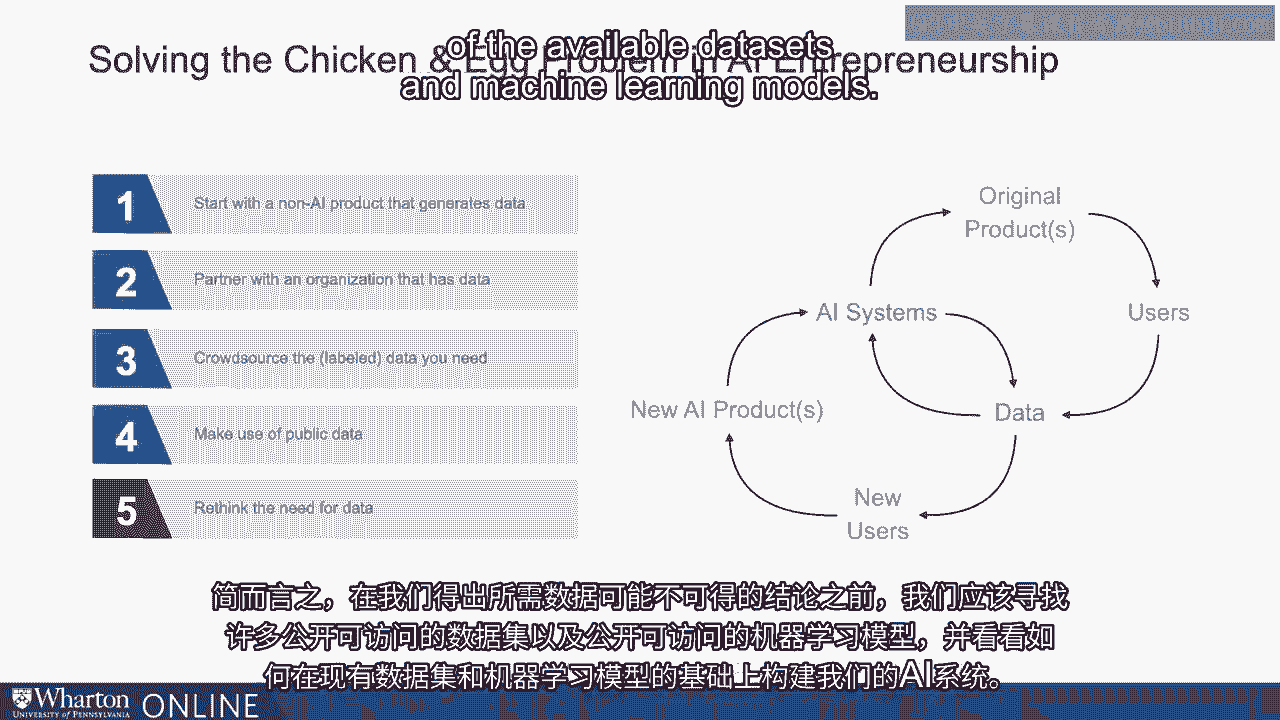 of the available datasets
and machine learning models.
Solving the Chicken & Egg Problem in AI Entrepreneurship
1
Start with a non-AI product that generates data
2
Partner with an organization that has data
3
Crowdsource the (labeled) data you need
4
Make use of public data
5
Rethink the need for data
Original
Product(s)
AI Systems
Users
New AI Product(s)
Data
New
Users
简而言之，在我们得出所需数据可能不可得的结论之前，我们应该寻找
许多公开可访问的数据集以及公开可访问的机器学习模型，并看看如
何在现有数据集和机器学习模型的基础上构建我们的AI系统。
Wharton
UNIVERSITY OF PENNSYLVANIA
ONLINE